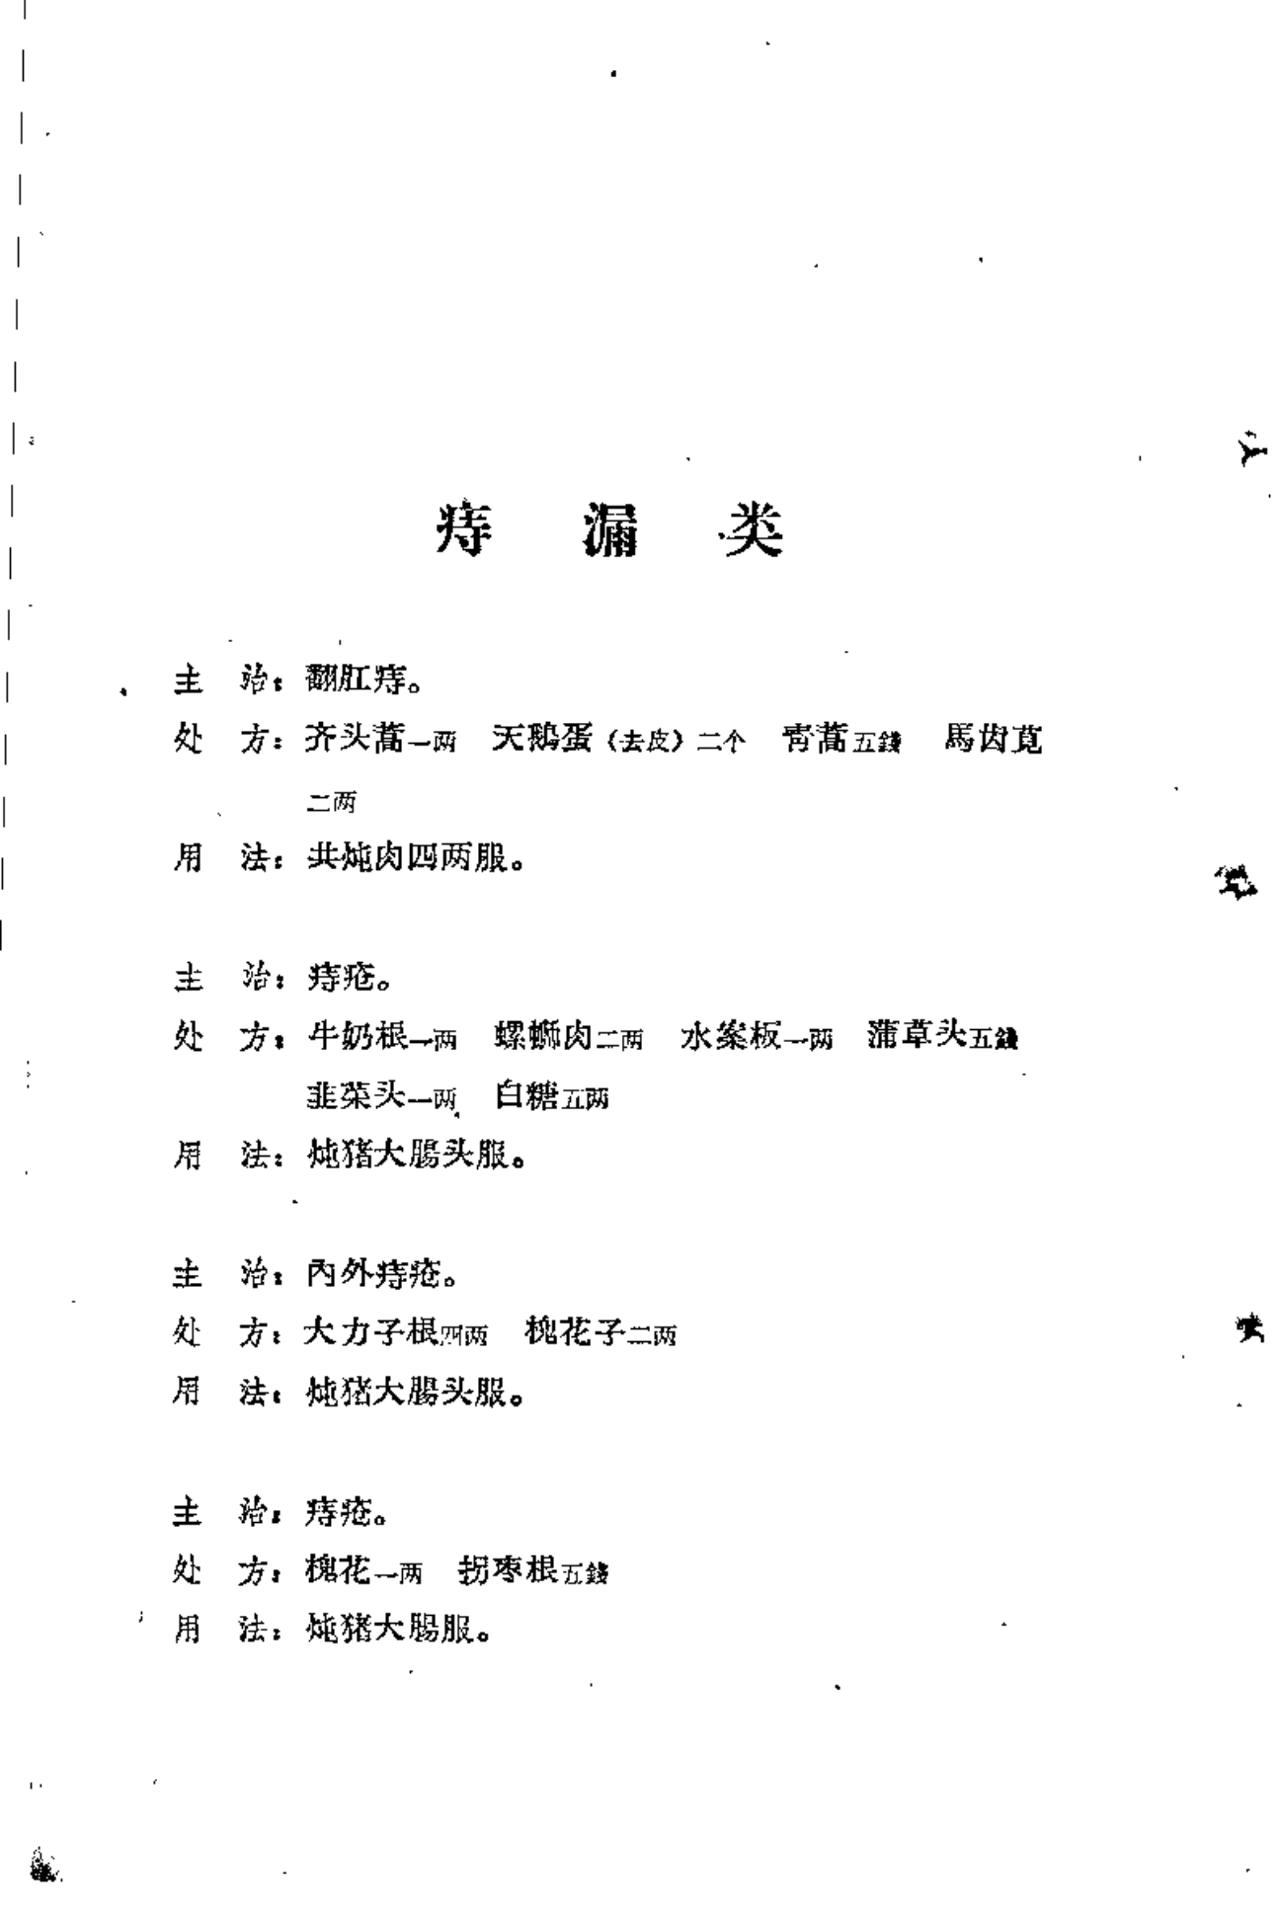 痔漏类
主治：翻肛痔。
处方：齐头蒿一两 天鹅蛋（去皮）二个 青蒿五錢 馬齿莧
二两
用法：共炖肉四两服。
主治：痔疮。
处方：牛奶根一两 螺螄肉二两 水案板一两 蒲草头五錢
韭菜头一两 白糖五两
用法：炖猪大腸头服。
主治：內外痔疮。
处方：大力子根四两 槐花子二两
用法：炖猪大腸头服。
主治：痔疮。
处方：槐花一两 拐枣根五錢
用法：炖猪大腸服。